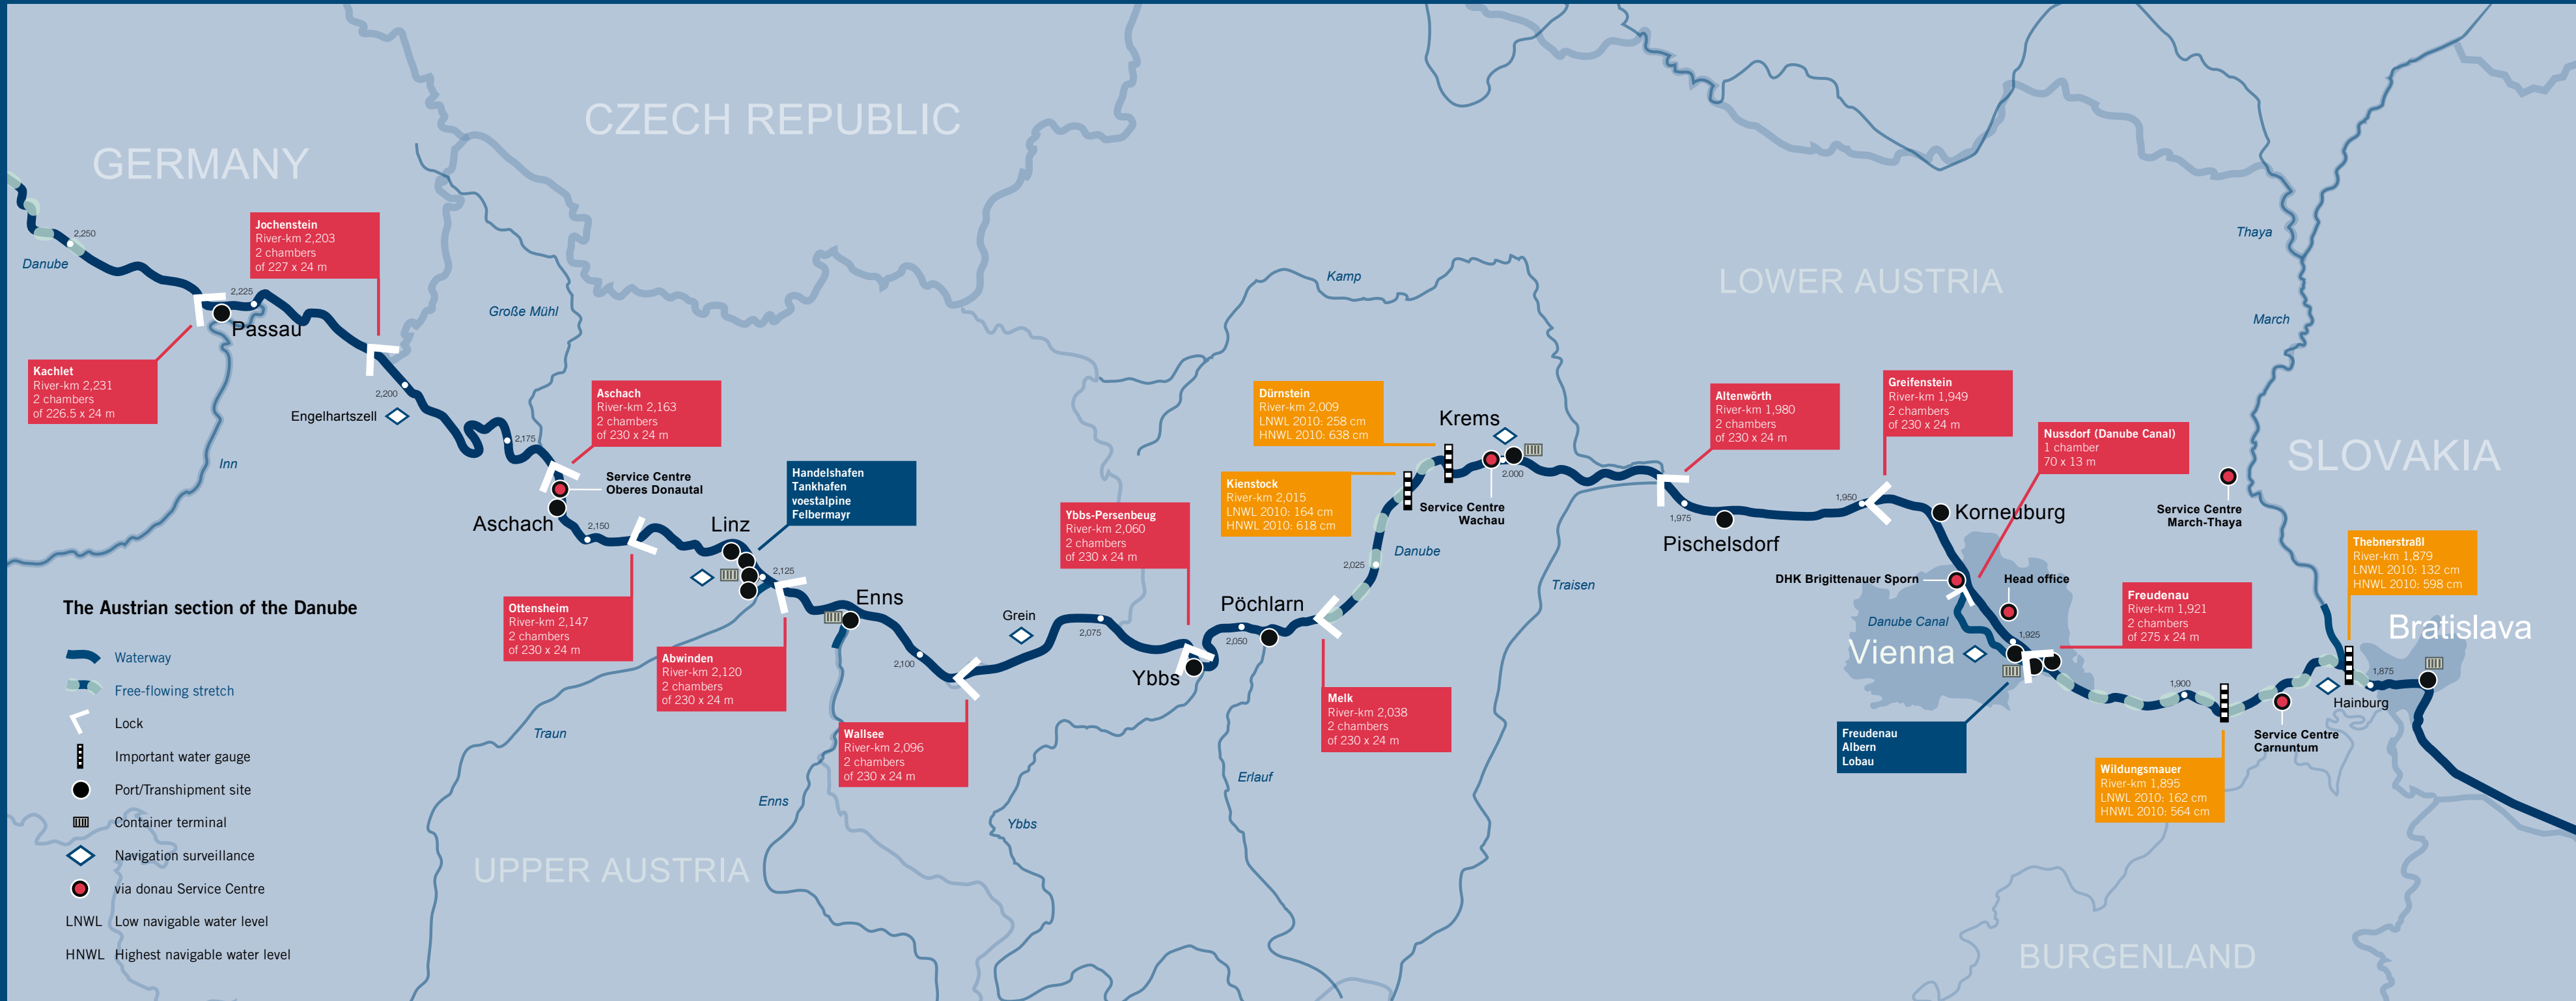 CZECH REPUBLIC
GERMANY
Jochenstein
River-km 2,203
2 chambers
of 227 x 24 m
2,250
Danube
Thaya
Kamp
LOWER AUSTRIA
2,225
Passau
Große Mühl
March
Kachlet
River-km 2,231
2 chambers
of 226.5 x 24 m
2,200
Engelhartszell
Aschach
River-km 2,163
2 chambers
of 230 x 24 m
2,175
Inn
Service Centre
Oberes Donautal
Aschach
2,150
Handelshafen
Tankhafen
voestalpine
Felbermayr
Linz
2,125
Dürnstein
River-km 2,009
LNWL 2010: 258 cm
HNWL 2010: 638 cm
Krems
2.000
Kienstock
River-km 2,015
LNWL 2010: 164 cm
HNWL 2010: 618 cm
Service Centre
Wachau
Altenwörth
River-km 1,980
2 chambers
of 230 x 24 m
1,975
Pischelsdorf
Greifenstein
River-km 1,949
2 chambers
of 230 x 24 m
1,950
Korneuburg
Nussdorf (Danube Canal)
1 chamber
70 x 13 m
SLOVAKIA
Service Centre
March-Thaya
Ybbs-Persenbeug
River-km 2,060
2 chambers
of 230 x 24 m
Danube
2,025
Traisen
DHK Brigittenauer Sporn
Head office
Danube Canal
Vienna
1,925
Freudenau
River-km 1,921
2 chambers
of 275 x 24 m
Thebnerstraßl
River-km 1,879
LNWL 2010: 132 cm
HNWL 2010: 598 cm
Bratislava
1,875
Hainburg
1,900
Service Centre
Carnuntum
Wildungsmauer
River-km 1,895
LNWL 2010: 162 cm
HNWL 2010: 564 cm
Freudenau
Albern
Lobau
Ottensheim
River-km 2,147
2 chambers
of 230 x 24 m
Abwinden
River-km 2,120
2 chambers
of 230 x 24 m
Enns
2,100
Grein
2,075
Ybbs
Pöchlarn
2,050
Melk
River-km 2,038
2 chambers
of 230 x 24 m
Wallsee
River-km 2,096
2 chambers
of 230 x 24 m
Traun
Enns
Ybbs
Erlauf
UPPER AUSTRIA
BURGENLAND
The Austrian section of the Danube
Waterway
Free-flowing stretch
Lock
Important water gauge
Port/Transhipment site
Container terminal
Navigation surveillance
via donau Service Centre
LNWL Low navigable water level
HNWL Highest navigable water level